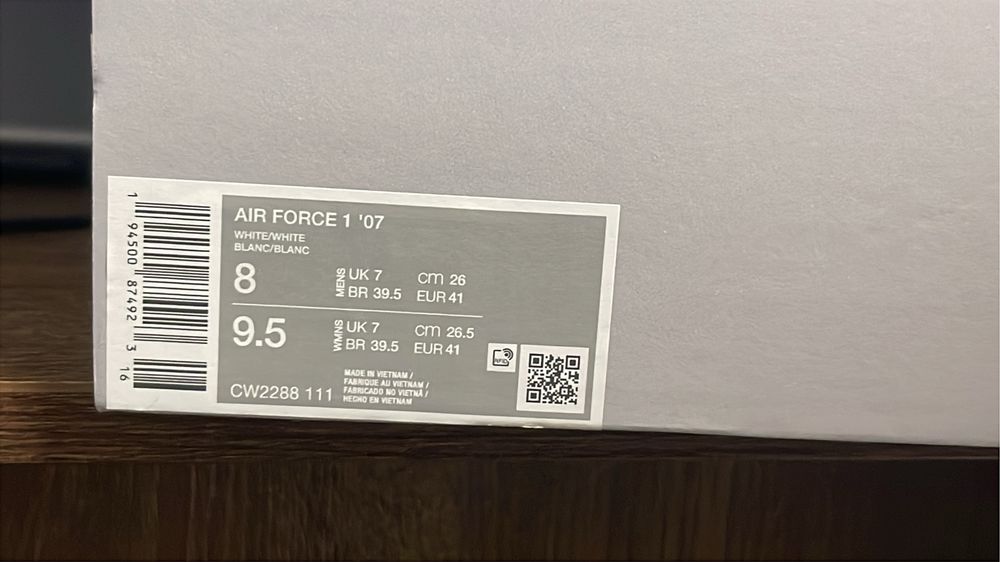 AIR FORCE 1 '07
WHITE/WHITE
BLANC/BLANC
8 MENS UK 7 cm 26
BR 39.5 EUR 41
9.5 WMNS UK 7 cm 26.5
BR 39.5 EUR 41
CW2288 111
MADE IN VIETNAM /
FABRIQUE AU VIETNAM /
FABRICADO NO VIETNÃ /
HECHO EN VIETNAM
RFID
1 94500 87492 3 16